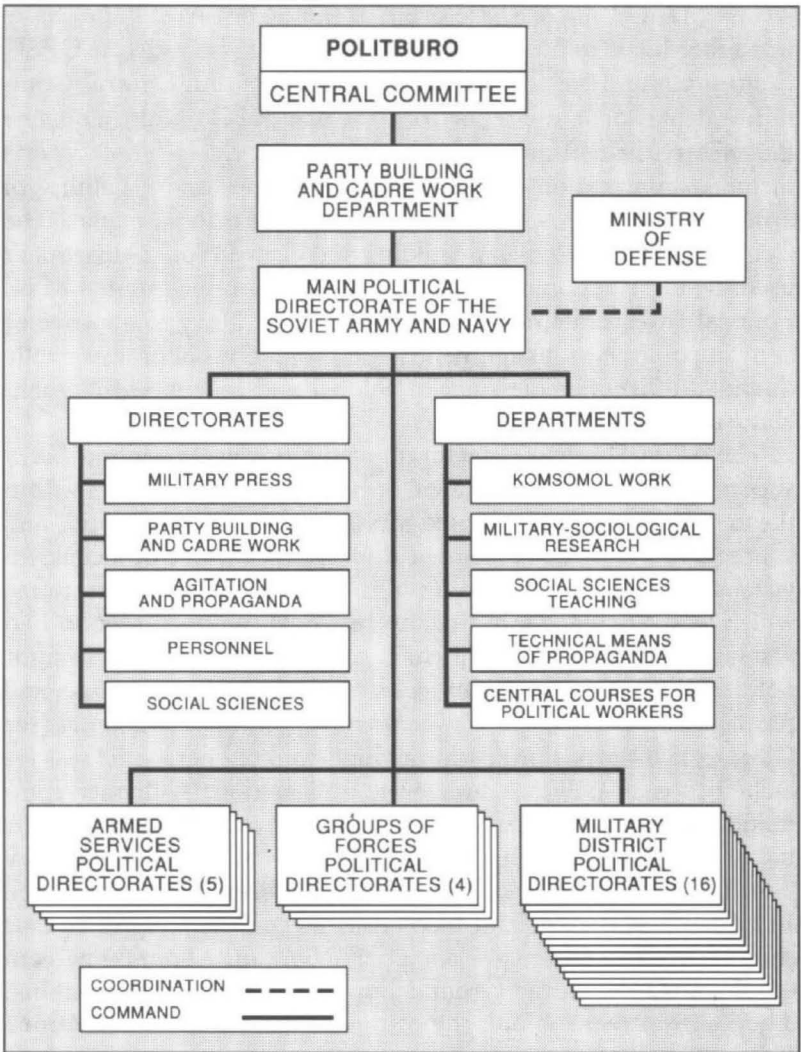 POLITBURO
CENTRAL COMMITTEE
PARTY BUILDING
AND CADRE WORK
DEPARTMENT
MINISTRY
OF
DEFENSE
MAIN POLITICAL
DIRECTORATE OF THE
SOVIET ARMY AND NAVY
DIRECTORATES
MILITARY PRESS
PARTY BUILDING
AND CADRE WORK
AGITATION
AND PROPAGANDA
PERSONNEL
SOCIAL SCIENCES
DEPARTMENTS
KOMSOMOL WORK
MILITARY-SOCIOLOGICAL
RESEARCH
SOCIAL SCIENCES
TEACHING
TECHNICAL MEANS
OF PROPAGANDA
CENTRAL COURSES FOR
POLITICAL WORKERS
ARMED
SERVICES
POLITICAL
DIRECTORATES (5)
GROUPS OF
FORCES
POLITICAL
DIRECTORATES (4)
MILITARY
DISTRICT
POLITICAL
DIRECTORATES (16)
COORDINATION
COMMAND